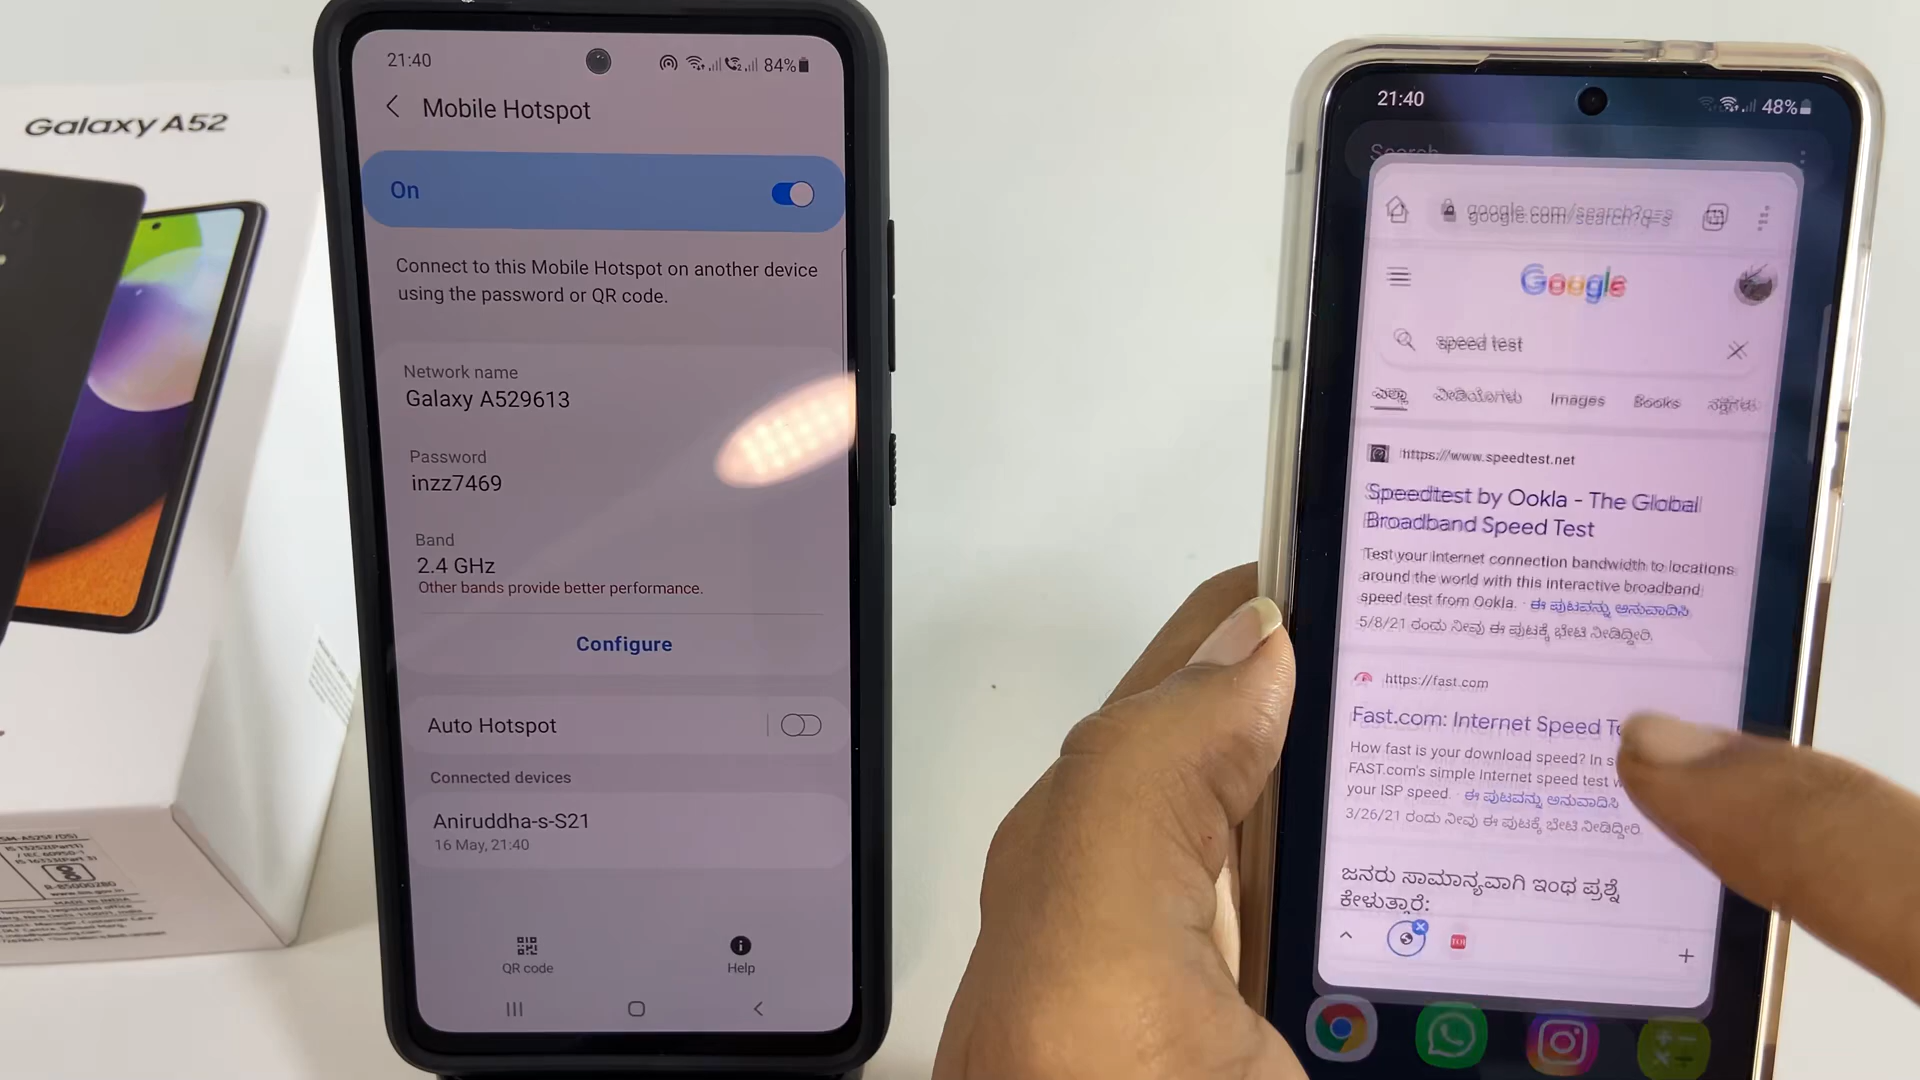 Galaxy A52
MADE IN INDIA
21:40
84%
Mobile Hotspot
On
Connect to this Mobile Hotspot on another device
using the password or QR code.
Network name
Galaxy A529613
Password
inzz7469
Band
2.4 GHz
Other bands provide better performance.
Configure
Auto Hotspot
Connected devices
Aniruddha-s-S21
16 May, 21:40
QR code
Help
21:40
48%
Search
google.com/search?q=s
Google
speed test
ಎಲ್ಲಾ ವೀಡಿಯೊಗಳು Images Books ನಕ್ಷೆಗಳು
https://www.speedtest.net
Speedtest by Ookla - The Global
Broadband Speed Test
Test your Internet connection bandwidth to locations
around the world with this interactive broadband
speed test from Ookla. · ಈ ಪುಟವನ್ನು ಅನುವಾದಿಸಿ
5/8/21 ರಂದು ನೀವು ಈ ಪುಟಕ್ಕೆ ಭೇಟಿ ನೀಡಿದ್ದೀರಿ.
https://fast.com
Fast.com: Internet Speed Te
How fast is your download speed? In s
FAST.com's simple Internet speed test
your ISP speed. · ಈ ಪುಟವನ್ನು ಅನುವಾದಿಸಿ
3/26/21 ರಂದು ನೀವು ಈ ಪುಟಕ್ಕೆ ಭೇಟಿ ನೀಡಿದ್ದೀರಿ.
ಜನರು ಸಾಮಾನ್ಯವಾಗಿ ಇಂಥ ಪ್ರಶ್ನೆ
ಕೇಳುತ್ತಾರೆ: